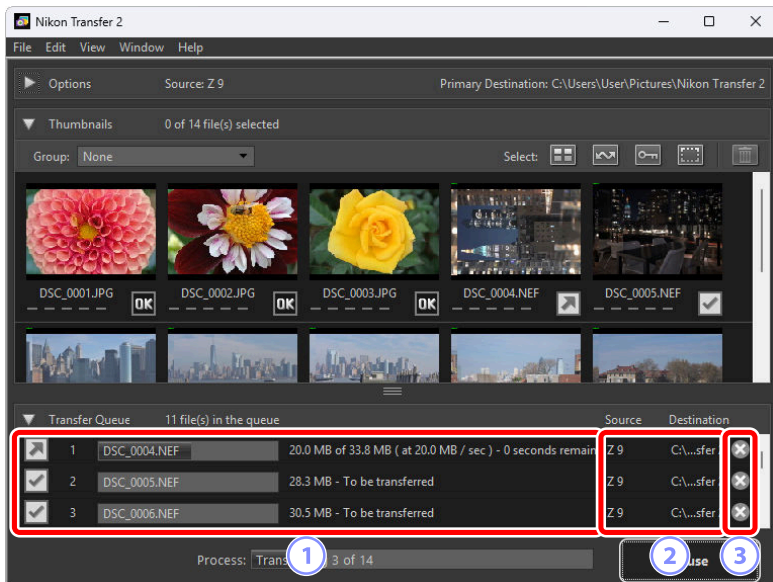 Nikon Transfer 2
File Edit View Window Help
Options Source: Z 9 Primary Destination: C:\Users\User\Pictures\Nikon Transfer 2
Thumbnails 0 of 14 file(s) selected
Group: None Select:
DSC_0001.JPG OK DSC_0002.JPG OK DSC_0003.JPG OK DSC_0004.NEF DSC_0005.NEF
Transfer Queue 11 file(s) in the queue Source Destination
1 DSC_0004.NEF 20.0 MB of 33.8 MB ( at 20.0 MB / sec ) - 0 seconds remain Z 9 C:\...sfer
2 DSC_0005.NEF 28.3 MB - To be transferred Z 9 C:\...sfer
3 DSC_0006.NEF 30.5 MB - To be transferred Z 9 C:\...sfer
Process: Trans 1 3 of 14 2 use 3